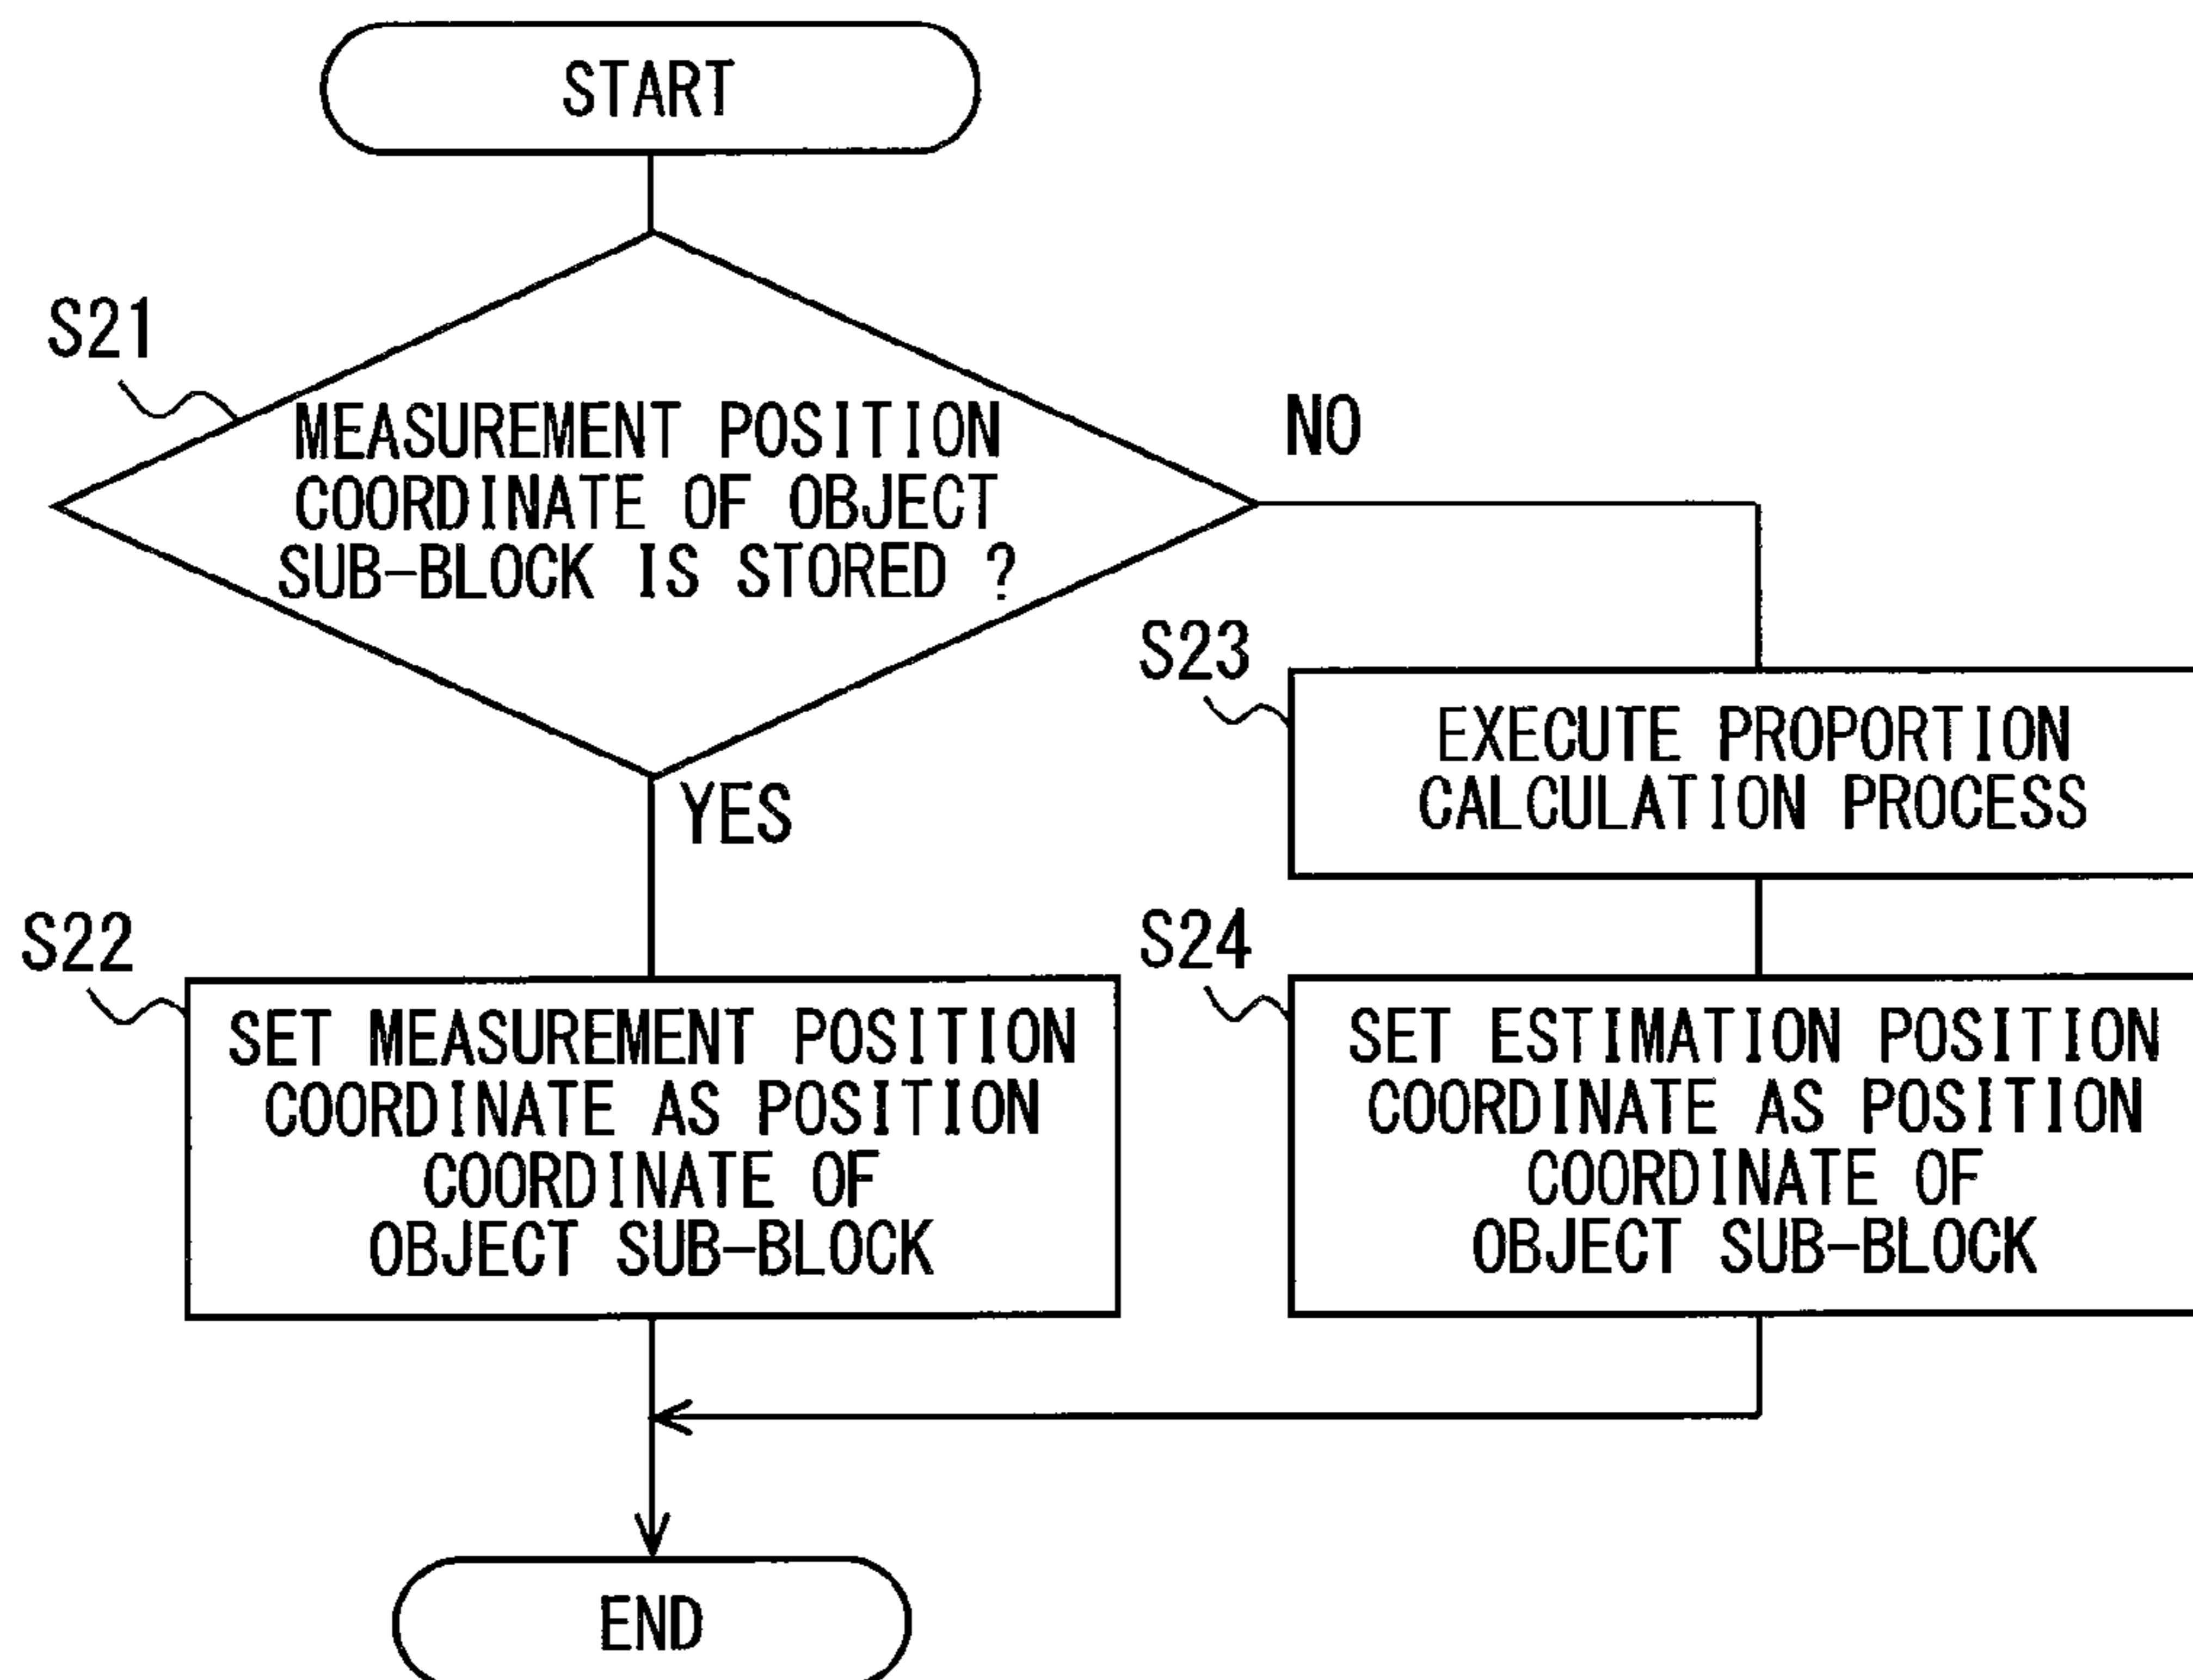 START
S21
MEASUREMENT POSITION
COORDINATE OF OBJECT
SUB-BLOCK IS STORED ?
NO
YES
S23
EXECUTE PROPORTION
CALCULATION PROCESS
S22
SET MEASUREMENT POSITION
COORDINATE AS POSITION
COORDINATE OF
OBJECT SUB-BLOCK
S24
SET ESTIMATION POSITION
COORDINATE AS POSITION
COORDINATE OF
OBJECT SUB-BLOCK
END